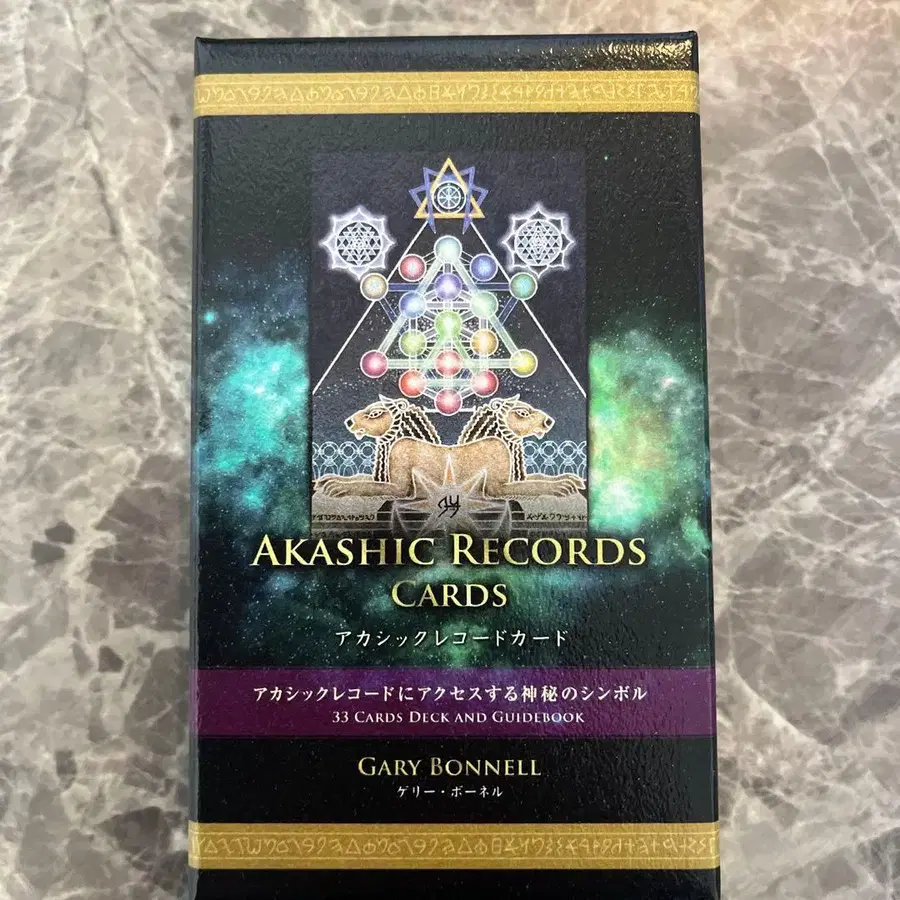 AKASHIC RECORDS
CARDS
アカシックレコードカード
アカシックレコードにアクセスする神秘のシンボル
33 CARDS DECK AND GUIDEBOOK
GARY BONNELL
ゲリー・ボーネル